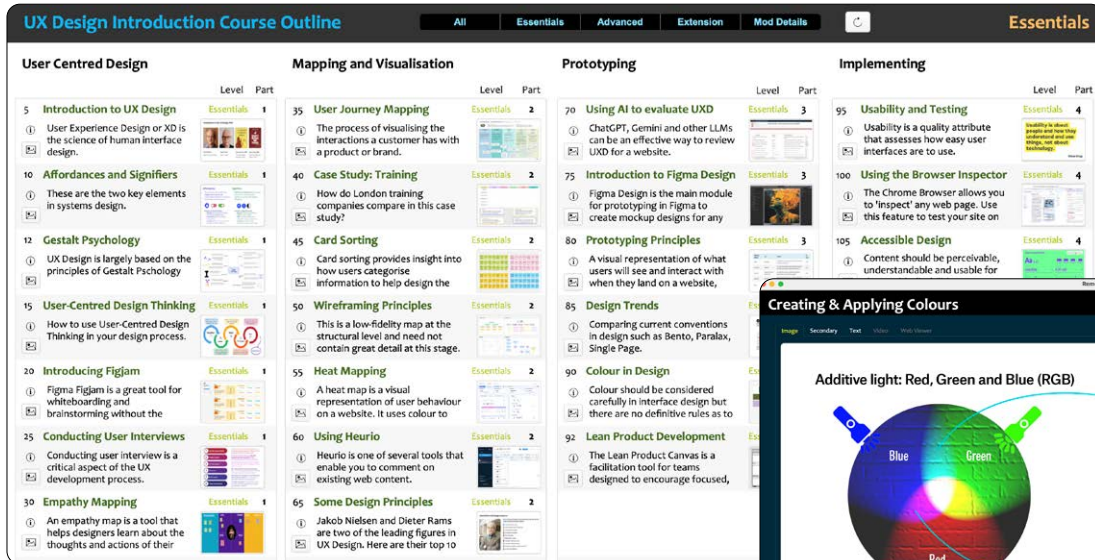 UX Design Introduction Course Outline
All
Essentials
Advanced
Extension
Mod Details
Essentials
User Centred Design
Level Part
5 Introduction to UX Design Essentials 1
User Experience Design or XD is
the science of human interface
design.
10 Affordances and Signifiers Essentials 1
These are the two key elements
in systems design.
12 Gestalt Psychology Essentials 1
UX Design is largely based on the
principles of Gestalt Pschology
15 User-Centred Design Thinking Essentials 1
How to use User-Centred Design
Thinking in your design process.
20 Introducing Figjam Essentials 1
Figma Figjam is a great tool for
whiteboarding and
brainstorming without the
25 Conducting User Interviews Essentials 1
Conducting user interview is a
critical aspect of the UX
development process.
30 Empathy Mapping Essentials 1
An empathy map is a tool that
helps designers learn about the
thoughts and actions of their
Mapping and Visualisation
Level Part
35 User Journey Mapping Essentials 2
The process of visualising the
interactions a customer has with
a product or brand.
40 Case Study: Training Essentials 2
How do London training
companies compare in this case
study?
45 Card Sorting Essentials 2
Card sorting provides insight into
how users categorise
information to help design the
50 Wireframing Principles Essentials 2
This is a low-fidelity map at the
structural level and need not
contain great detail at this stage.
55 Heat Mapping Essentials 2
A heat map is a visual
representation of user behaviour
on a website. It uses colour to
60 Using Heurio Essentials 2
Heurio is one of several tools that
enable you to comment on
existing web content.
65 Some Design Principles Essentials 2
Jakob Nielsen and Dieter Rams
are two of the leading figures in
UX Design. Here are their top 10
Prototyping
Level Part
70 Using AI to evaluate UXD Essentials 3
ChatGPT, Gemini and other LLMs
can be an effective way to review
UXD for a website.
75 Introduction to Figma Design Essentials 3
Figma Design is the main module
for prototyping in Figma to
create mockup designs for any
80 Prototyping Principles Essentials 3
A visual representation of what
users will see and interact with
when they land on a website,
85 Design Trends
Comparing current conventions
in design such as Bento, Paralax,
Single Page.
90 Colour in Design
Colour should be considered
carefully in interface design but
there are no definitive rules as to
92 Lean Product Development
The Lean Product Canvas is a
facilitation tool for teams
designed to encourage focused,
Implementing
Level Part
95 Usability and Testing Essentials 4
Usability is a quality attribute
that assesses how easy user
interfaces are to use.
Usability is about
people and how they
understand and use
things, not about
technology.
100 Using the Browser Inspector Essentials 4
The Chrome Browser allows you
to 'inspect' any web page. Use
this feature to test your site on
105 Accessible Design Essentials 4
Content should be perceivable,
understandable and usable for
Creating & Applying Colours
Image Secondary Text Video Web Viewer
Additive light: Red, Green and Blue (RGB)
Blue
Green
Red